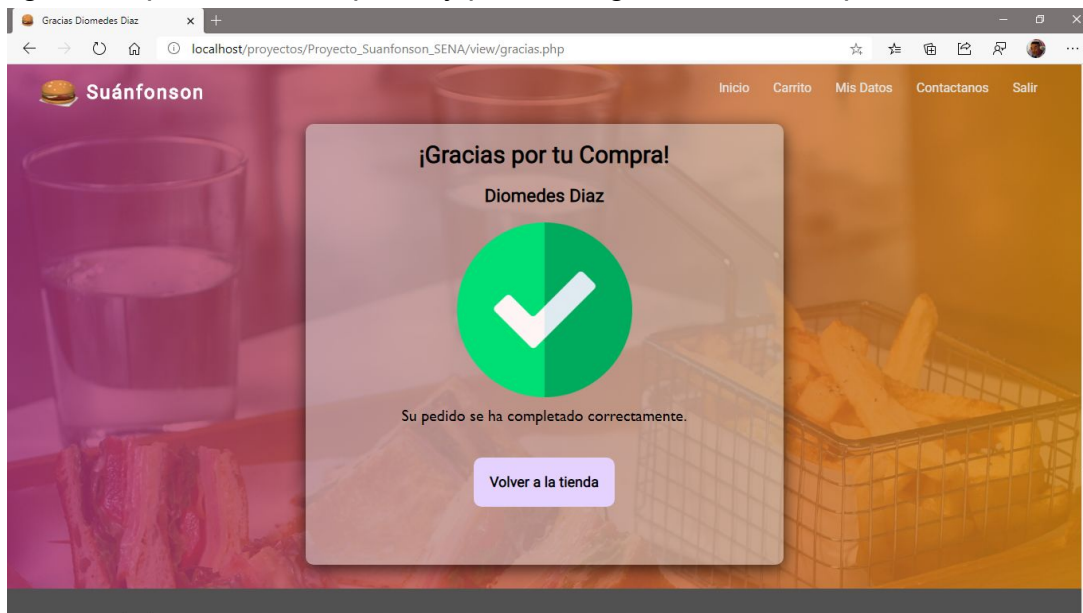 Gracias Diomedes Diaz
localhost/proyectos/Proyecto_Suanfonson_SENA/view/gracias.php
Suánfonson
Inicio Carrito Mis Datos Contactanos Salir
¡Gracias por tu Compra!
Diomedes Diaz
Su pedido se ha completado correctamente.
Volver a la tienda